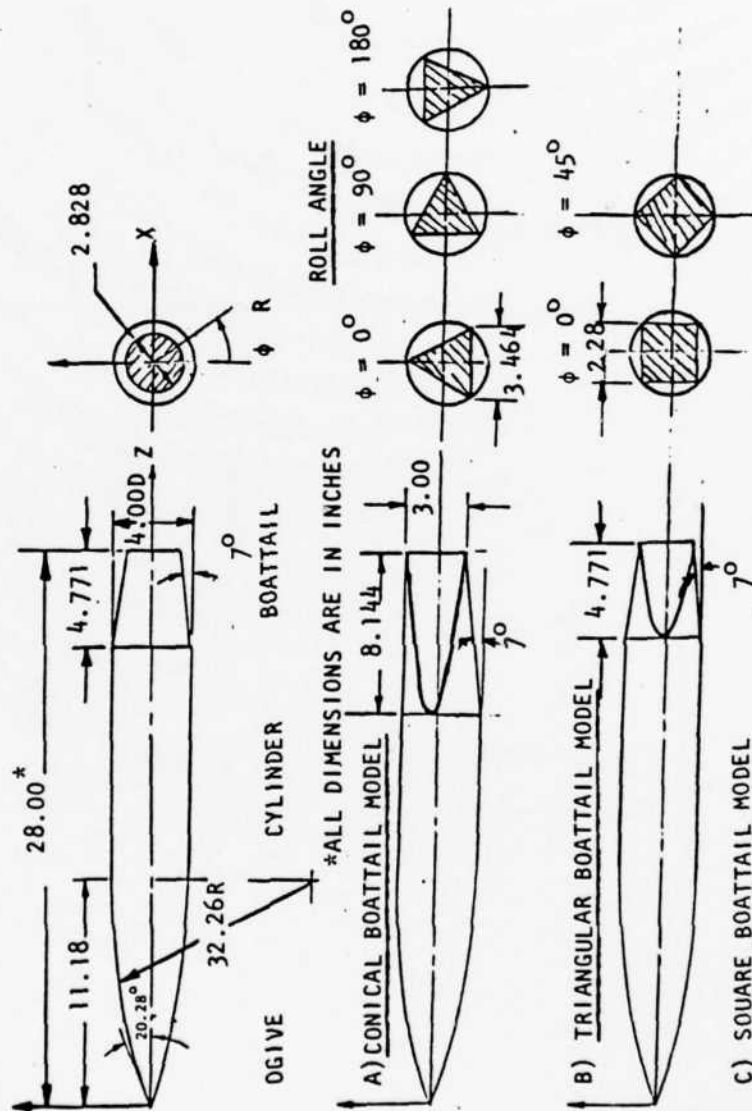 28.00*
11.18
4.771
4.00D
Z
7°
20.28°
32.26R
OGIVE
CYLINDER
BOATTAIL
2.828
X
R
φ
A) CONICAL BOATTAIL MODEL
*ALL DIMENSIONS ARE IN INCHES
8.144
3.00
7°
ROLL ANGLE
φ = 0°
φ = 90°
φ = 180°
3.464
B) TRIANGULAR BOATTAIL MODEL
4.771
7°
φ = 0°
φ = 45°
2.28
C) SQUARE BOATTAIL MODEL